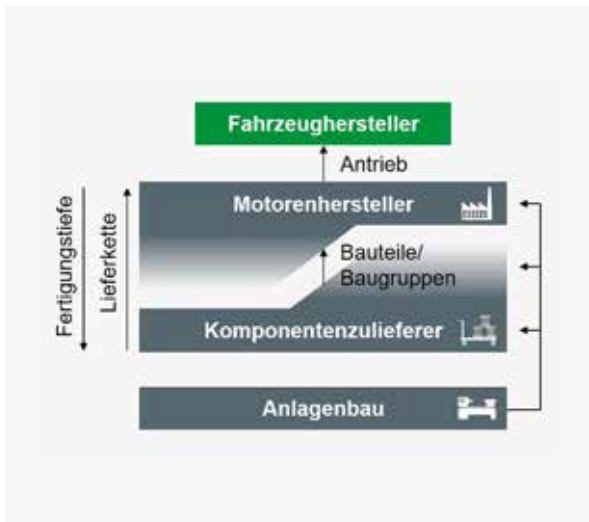 Fahrzeughersteller
Antrieb
Motorenhersteller
Fertigungstiefe
Lieferkette
Bauteile/
Baugruppen
Komponentenzulieferer
Anlagenbau